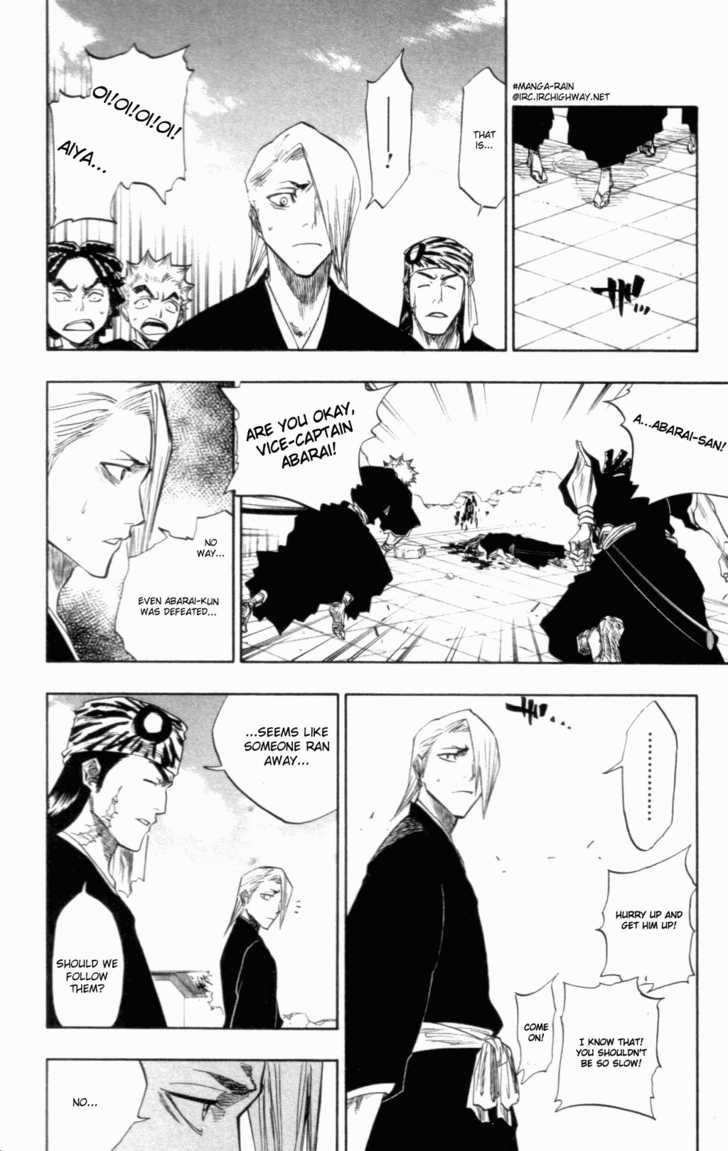 #MANGA-RAIN
@IRC.IRCHIGHWAY.NET
THAT
IS...
!
OI!OI!OI!OI!
AIYA...
A...ABARAI-SAN!
ARE YOU OKAY,
VICE-CAPTAIN
ABARAI!
NO
WAY...
EVEN ABARAI-KUN
WAS DEFEATED...
.........
HURRY UP AND
GET HIM UP!
I KNOW THAT!
YOU SHOULDN'T
BE SO SLOW!
COME
ON!
...SEEMS LIKE
SOMEONE RAN
AWAY...
SHOULD WE
FOLLOW
THEM?
NO...